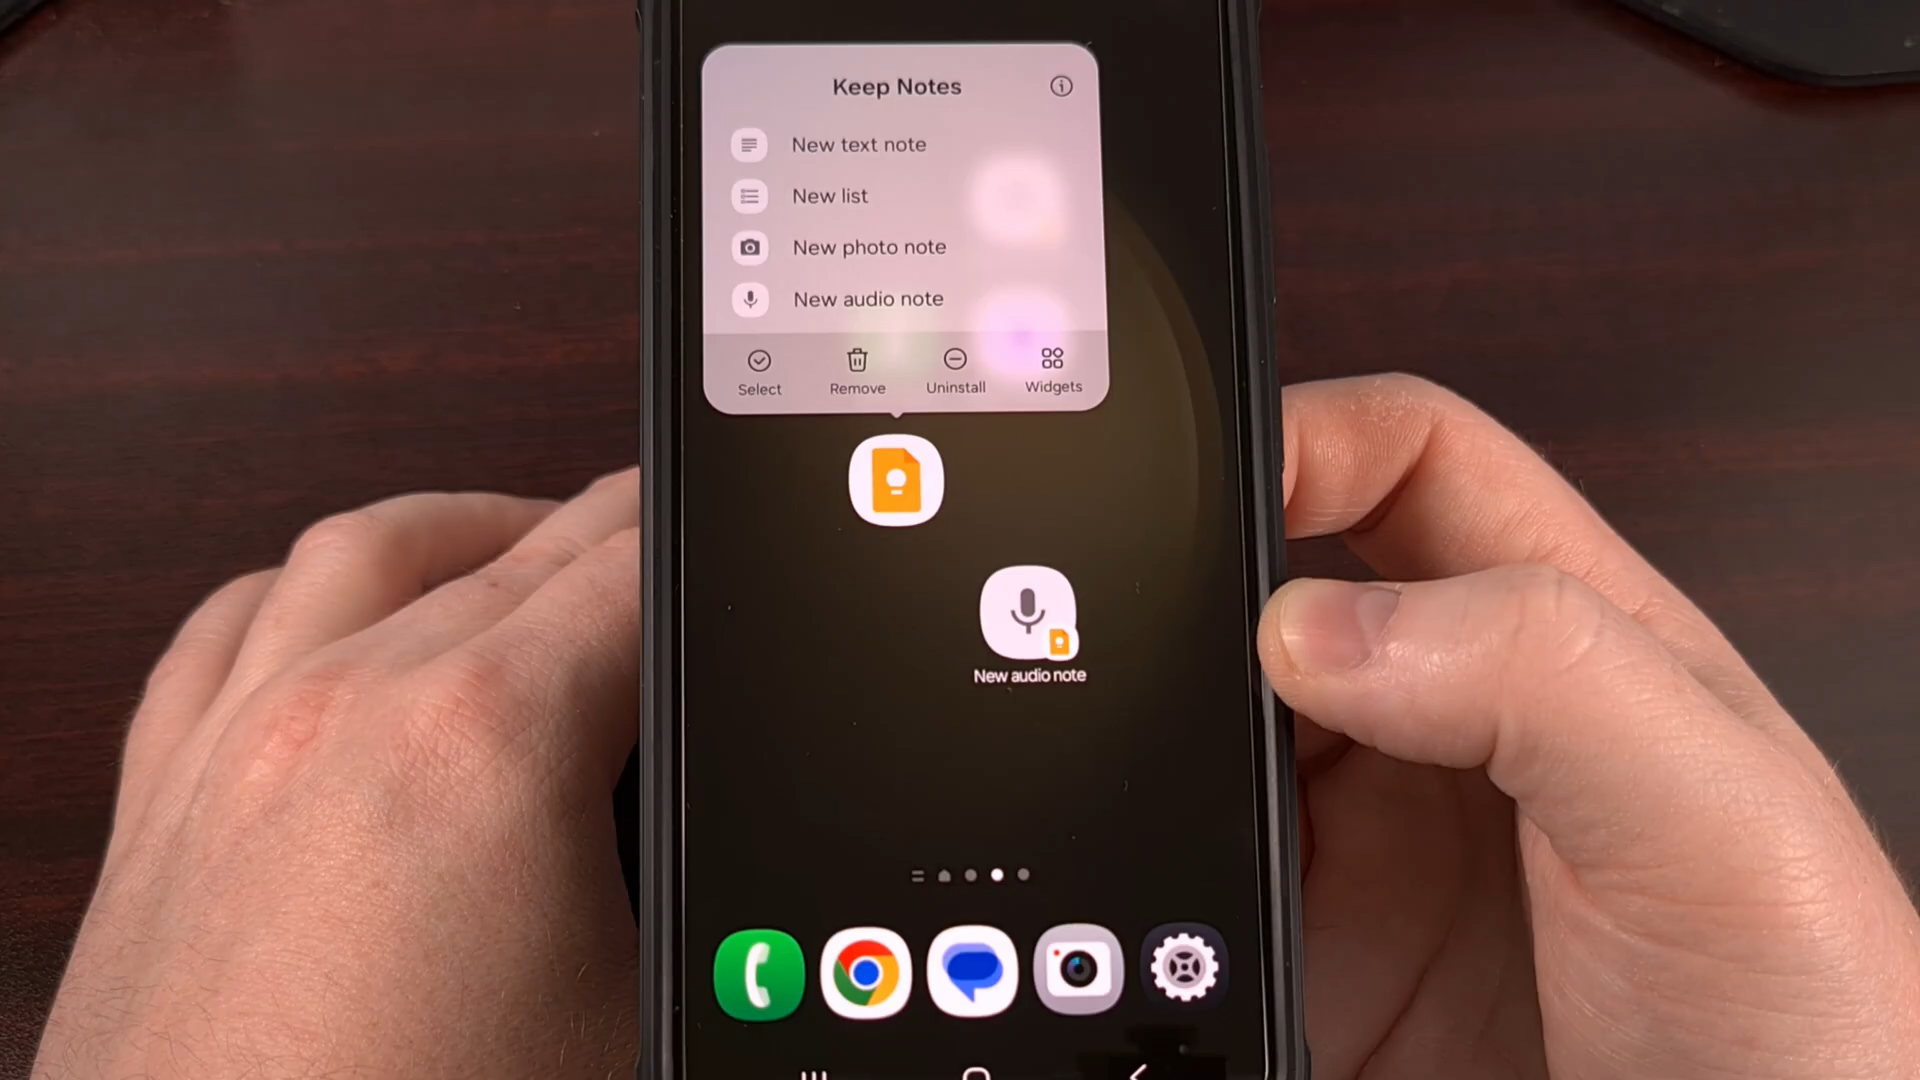 Keep Notes
New text note
New list
New photo note
New audio note
Select
Remove
Uninstall
Widgets
New audio note